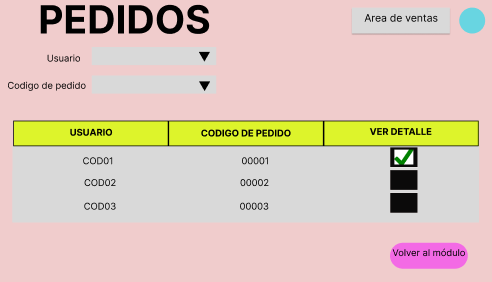 PEDIDOS
Area de ventas
Usuario
Codigo de pedido
USUARIO CODIGO DE PEDIDO VER DETALLE
COD01 00001
COD02 00002
COD03 00003
Volver al módulo